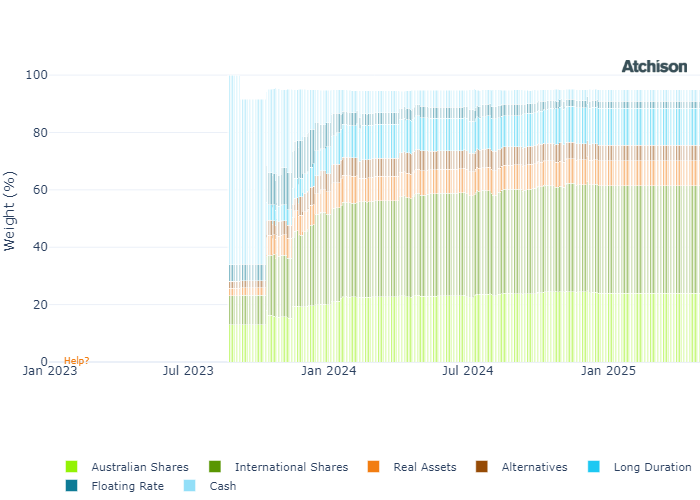 Atchison
100
80
60
40
20
0
Weight (%)
Help?
Jan 2023
Jul 2023
Jan 2024
Jul 2024
Jan 2025
Australian Shares
International Shares
Real Assets
Alternatives
Long Duration
Floating Rate
Cash